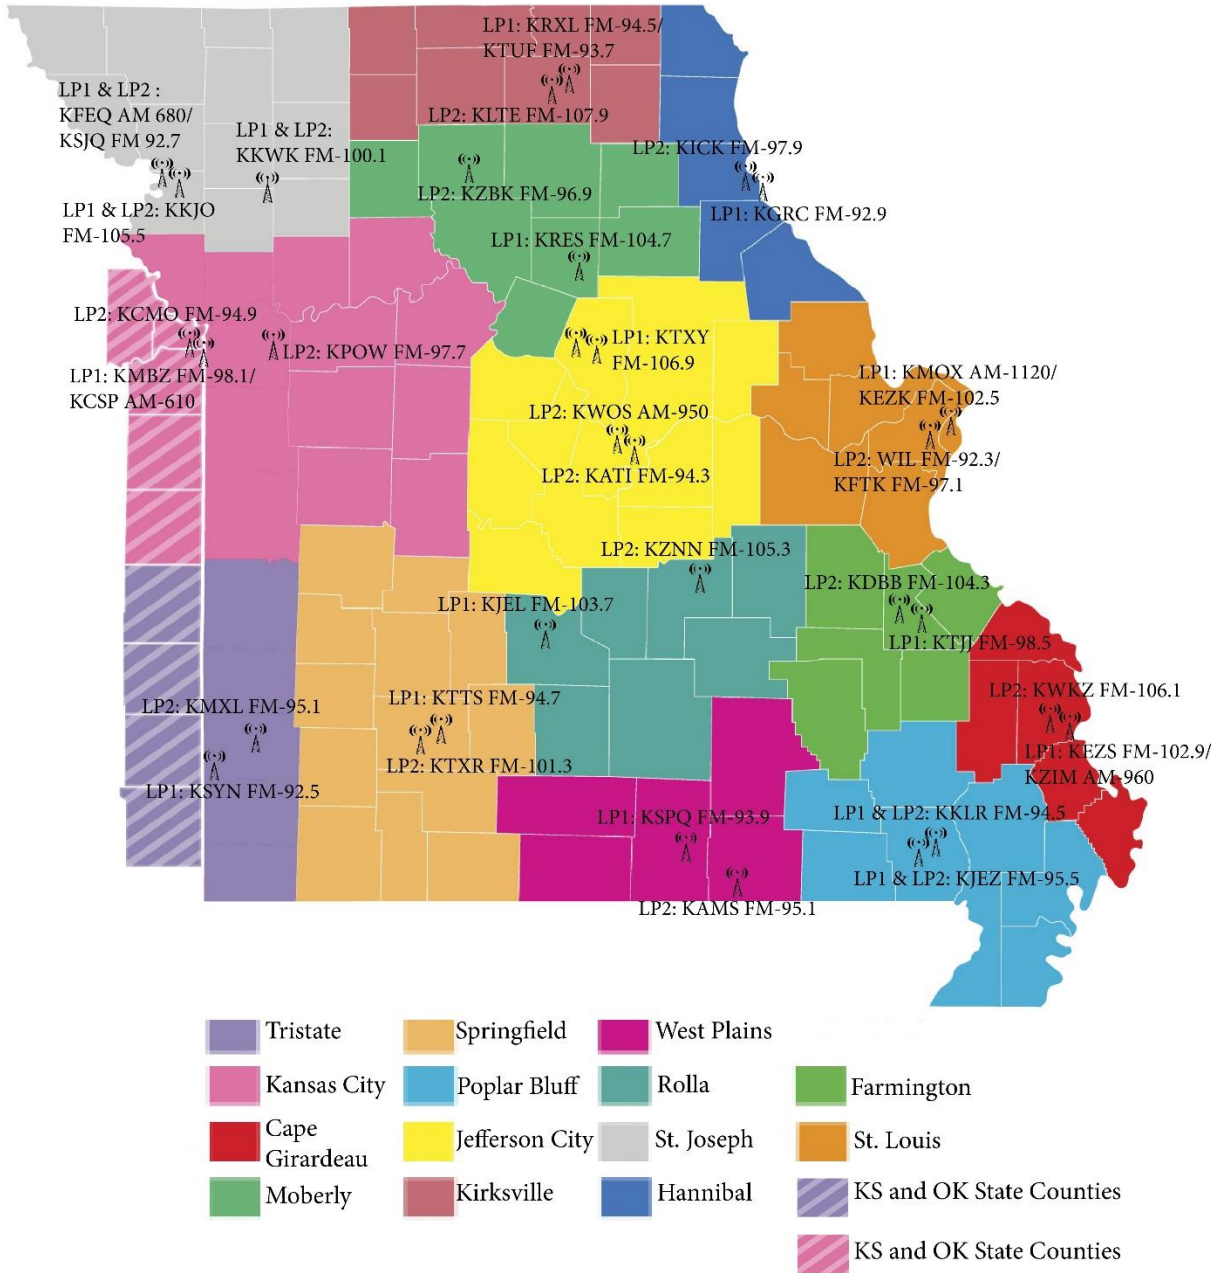 LP1: KRXL FM-94.5/
KTUF FM-93.7
LP2: KLTE FM-107.9
LP1 & LP2 :
KFEQ AM 680/
KSJQ FM 92.7
LP1 & LP2:
KKWK FM-100.1
LP1 & LP2: KKJO
FM-105.5
LP2: KZBK FM-96.9
LP2: KICK FM-97.9
LP1: KGRC FM-92.9
LP1: KRES FM-104.7
LP2: KCMO FM-94.9
LP2: KPOW FM-97.7
LP1: KMBZ FM-98.1/
KCSP AM-610
LP1: KTXY
FM-106.9
LP2: KWOS AM-950
LP2: KATI FM-94.3
LP1: KMOX AM-1120/
KEZK FM-102.5
LP2: WIL FM-92.3/
KFTK FM-97.1
LP2: KZNN FM-105.3
LP1: KJEL FM-103.7
LP2: KDBB FM-104.3
LP1: KTJJ FM-98.5
LP2: KMXL FM-95.1
LP1: KSYN FM-92.5
LP1: KTTS FM-94.7
LP2: KTXR FM-101.3
LP2: KWKZ FM-106.1
LP1: KEZS FM-102.9/
KZIM AM-960
LP1: KSPQ FM-93.9
LP2: KAMS FM-95.1
LP1 & LP2: KKLR FM-94.5
LP1 & LP2: KJEZ FM-95.5
Tristate
Springfield
West Plains
Kansas City
Poplar Bluff
Rolla
Farmington
Cape
Girardeau
Jefferson City
St. Joseph
St. Louis
Moberly
Kirksville
Hannibal
KS and OK State Counties
KS and OK State Counties